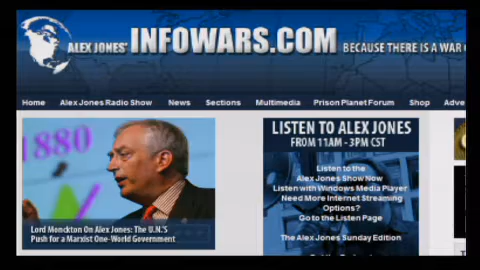 ALEX JONES' INFOWARS.COM BECAUSE THERE IS A WAR
Home Alex Jones Radio Show News Sections Multimedia Prison Planet Forum Shop Adve
1880
LISTEN TO ALEX JONES
FROM 11AM - 3PM CST
Listen to the
Alex Jones Show Now
Listen with Windows Media Player
Need More Internet Streaming
Options?
Go to the Listen Page
The Alex Jones Sunday Edition
Lord Monckton On Alex Jones: The U.N.'S
Push for a Marxist One-World Government